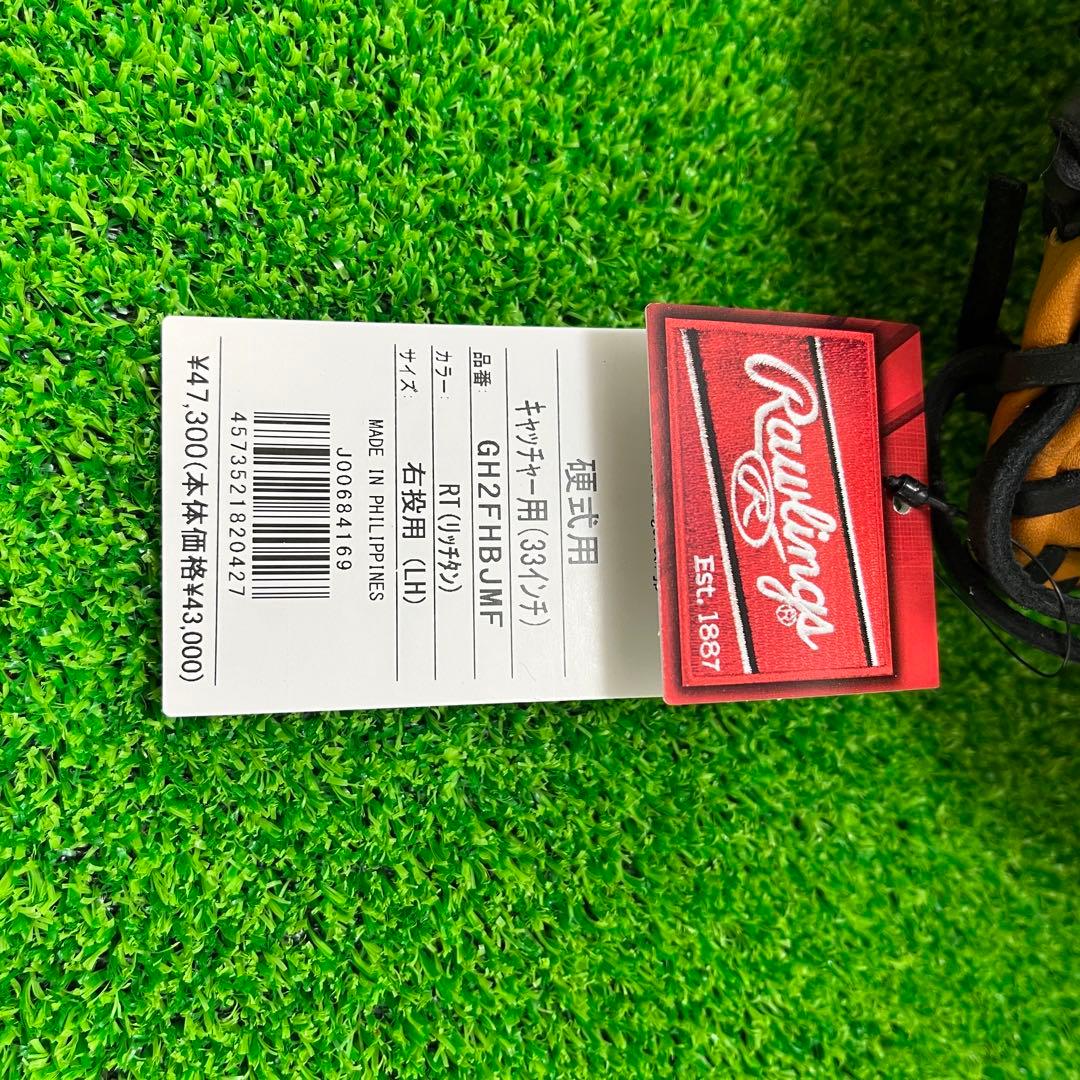 Rawlings®
R
Est. 1887
硬式用
キャッチャー用(33インチ)
品番: GH2FHBJMF
カラー: RT(リッチタン)
サイズ: 右投用 (LH)
MADE IN PHILIPPINES
J00684169
4573521820427
¥47,300(本体価格¥43,000)